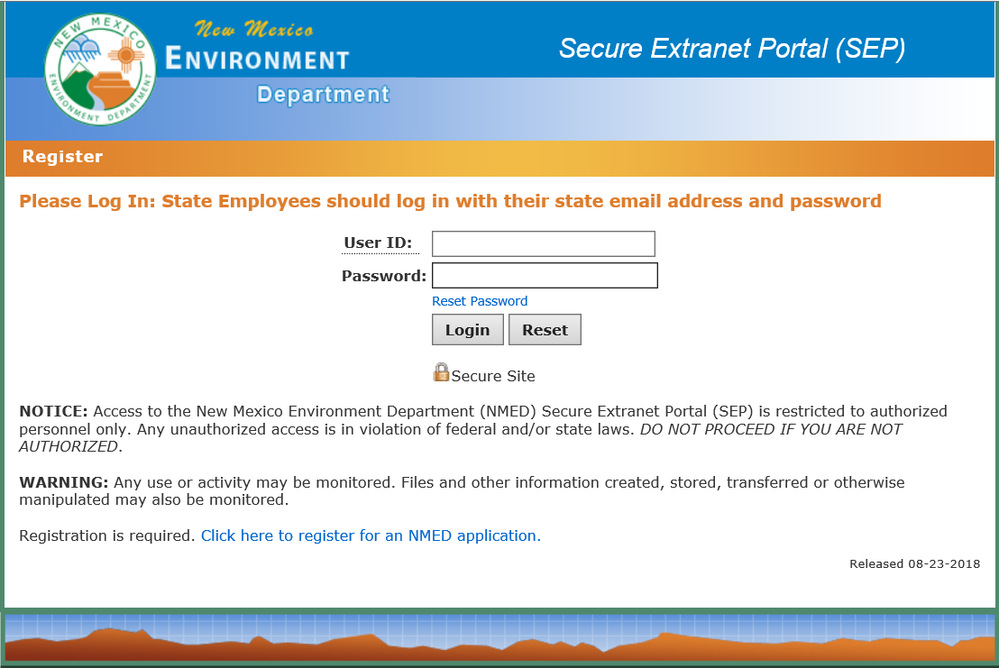 NEW MEXICO
ENVIRONMENT DEPARTMENT
New Mexico
ENVIRONMENT
Department
Secure Extranet Portal (SEP)
Register
Please Log In: State Employees should log in with their state email address and password
User ID:
Password:
Reset Password
Login Reset
Secure Site
NOTICE: Access to the New Mexico Environment Department (NMED) Secure Extranet Portal (SEP) is restricted to authorized
personnel only. Any unauthorized access is in violation of federal and/or state laws. DO NOT PROCEED IF YOU ARE NOT
AUTHORIZED.
WARNING: Any use or activity may be monitored. Files and other information created, stored, transferred or otherwise
manipulated may also be monitored.
Registration is required. Click here to register for an NMED application.
Released 08-23-2018